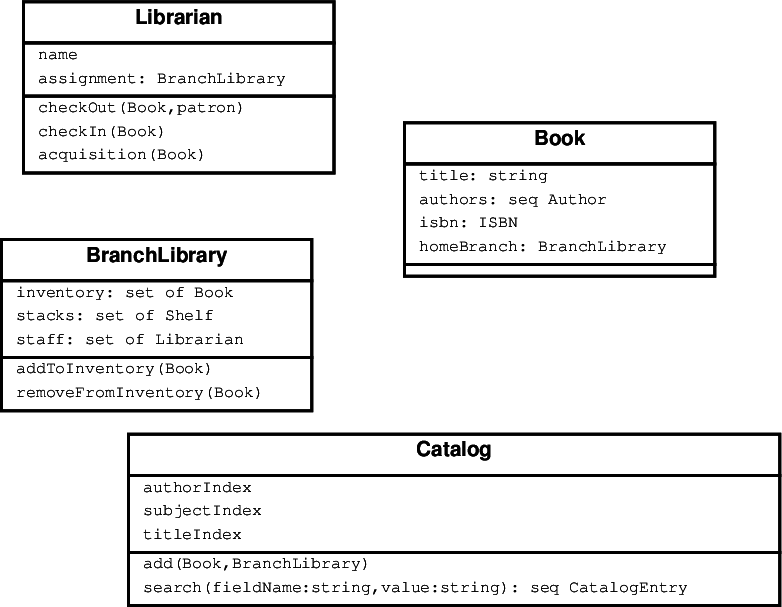 Librarian
name
assignment: BranchLibrary
checkOut(Book,patron)
checkIn(Book)
acquisition(Book)
Book
title: string
authors: seq Author
isbn: ISBN
homeBranch: BranchLibrary
BranchLibrary
inventory: set of Book
stacks: set of Shelf
staff: set of Librarian
addToInventory(Book)
removeFromInventory(Book)
Catalog
authorIndex
subjectIndex
titleIndex
add(Book,BranchLibrary)
search(fieldName:string,value:string): seq CatalogEntry